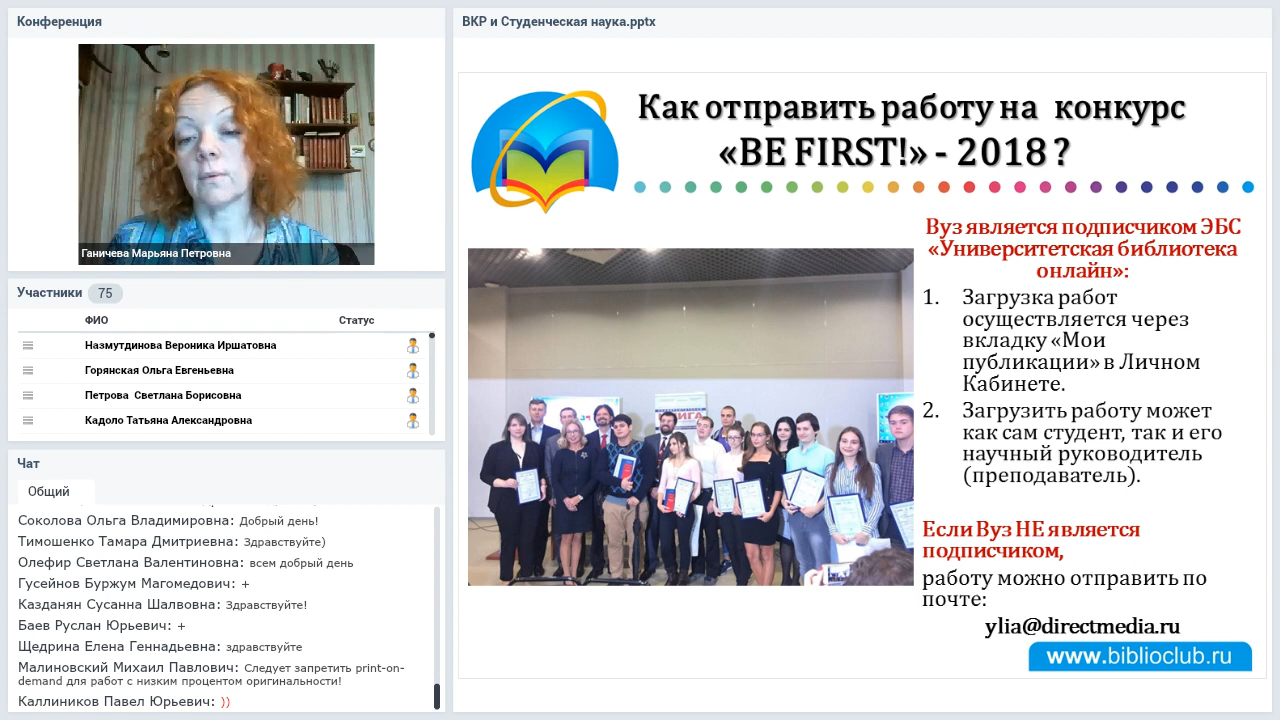 Конференция
Ганичева Марьяна Петровна
Участники 75
ФИО Статус
Назмутдинова Вероника Иршатовна
Горянская Ольга Евгеньевна
Петрова Светлана Борисовна
Кадоло Татьяна Александровна
Чат
Общий
Соколова Ольга Владимировна: Добрый день!
Тимошенко Тамара Дмитриевна: Здравствуйте)
Олефир Светлана Валентиновна: всем добрый день
Гусейнов Буржум Магомедович: +
Казданян Сусанна Шалвовна: Здравствуйте!
Баев Руслан Юрьевич: +
Щедрина Елена Геннадьевна: здравствуйте
Малиновский Михаил Павлович: Следует запретить print-on-
demand для работ с низким процентом оригинальности!
Каллиников Павел Юрьевич: ))
ВКР и Студенческая наука.pptx
Как отправить работу на конкурс
«BE FIRST!» - 2018 ?
Вуз является подписчиком ЭБС
«Университетская библиотека
онлайн»:
1. Загрузка работ
осуществляется через
вкладку «Мои
публикации» в Личном
Кабинете.
2. Загрузить работу может
как сам студент, так и его
научный руководитель
(преподаватель).
Если Вуз НЕ является
подписчиком,
работу можно отправить по
почте:
ylia@directmedia.ru
www.biblioclub.ru